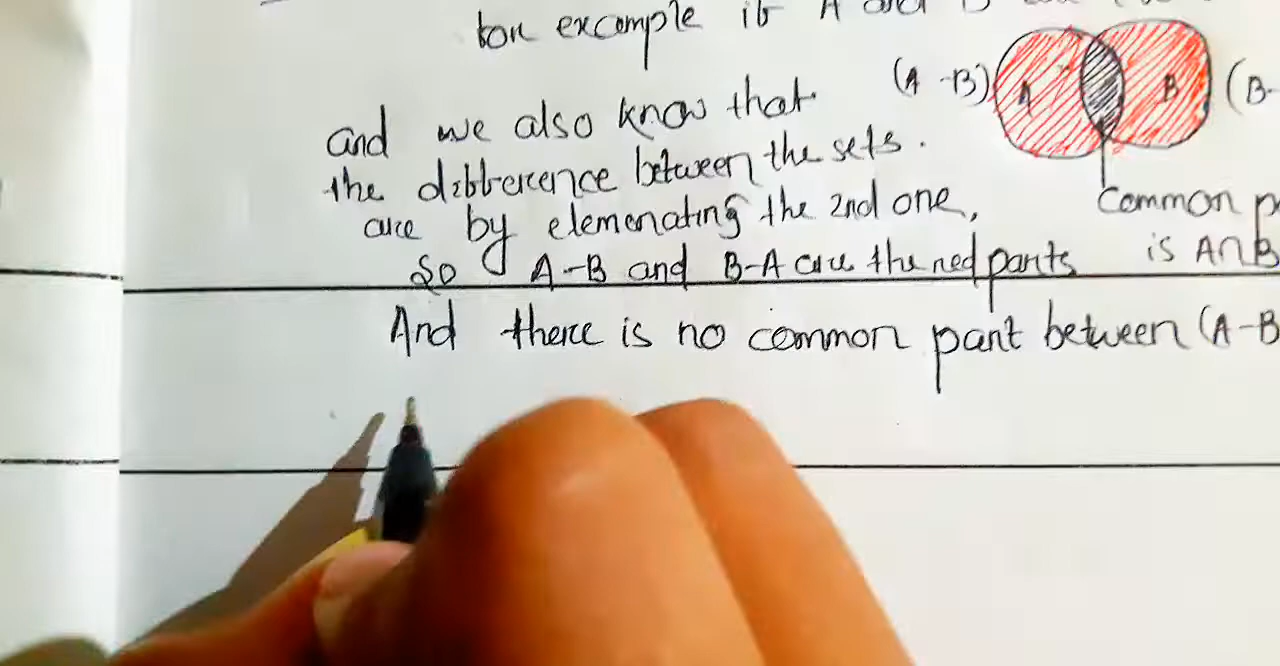 for example if A and B
(A - B) A B (B-
and we also know that
the difference between the sets.
are by elemenating the 2nd one,
Common p
So A-B and B-A are the red parts
is A∩B
And there is no common part between (A-B